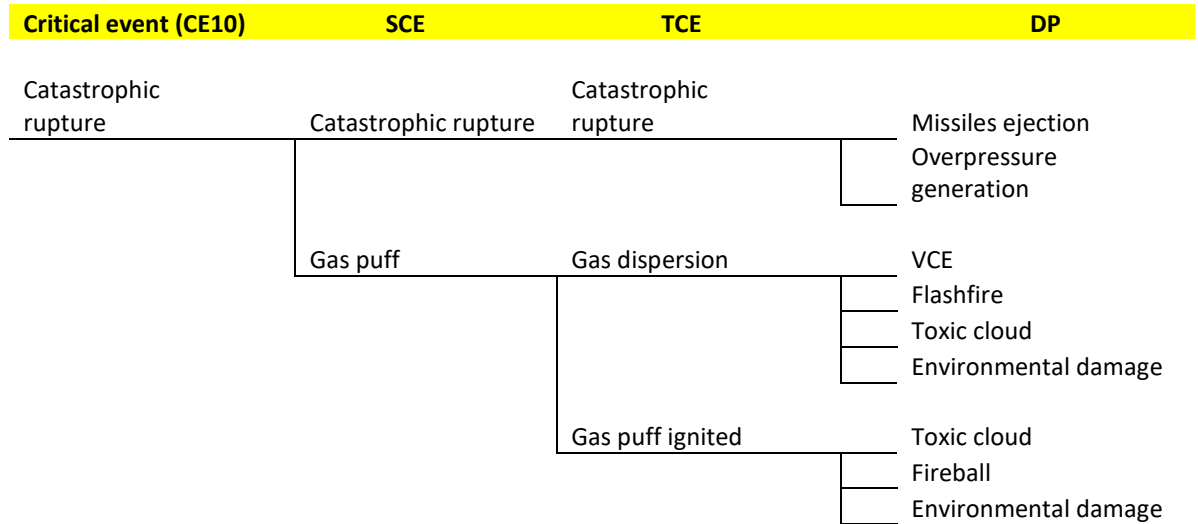 Critical event (CE10) SCE TCE DP
Catastrophic rupture Catastrophic rupture Catastrophic rupture Missiles ejection
Overpressure generation
Gas puff Gas dispersion VCE
Flashfire
Toxic cloud
Environmental damage
Gas puff ignited Toxic cloud
Fireball
Environmental damage